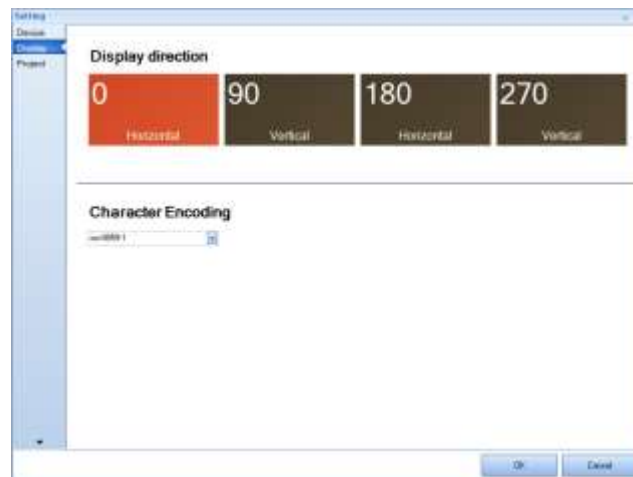 Setting
Device
Display
Project
Display direction
0
Horizontal
90
Vertical
180
Horizontal
270
Vertical
Character Encoding
OK
Cancel